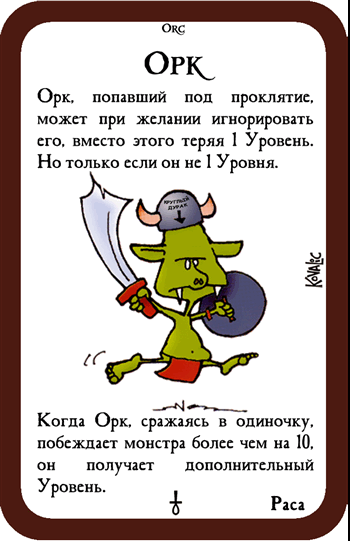 Orc
Орк
Орк, попавший под проклятие,
может при желании игнорировать
его, вместо этого теряя 1 Уровень.
Но только если он не 1 Уровня.
КРУГЛЫЙ
ДУРАК
KOVALIC
Когда Орк, сражаясь в одиночку,
побеждает монстра более чем на 10,
он получает дополнительный
Уровень.
Раса